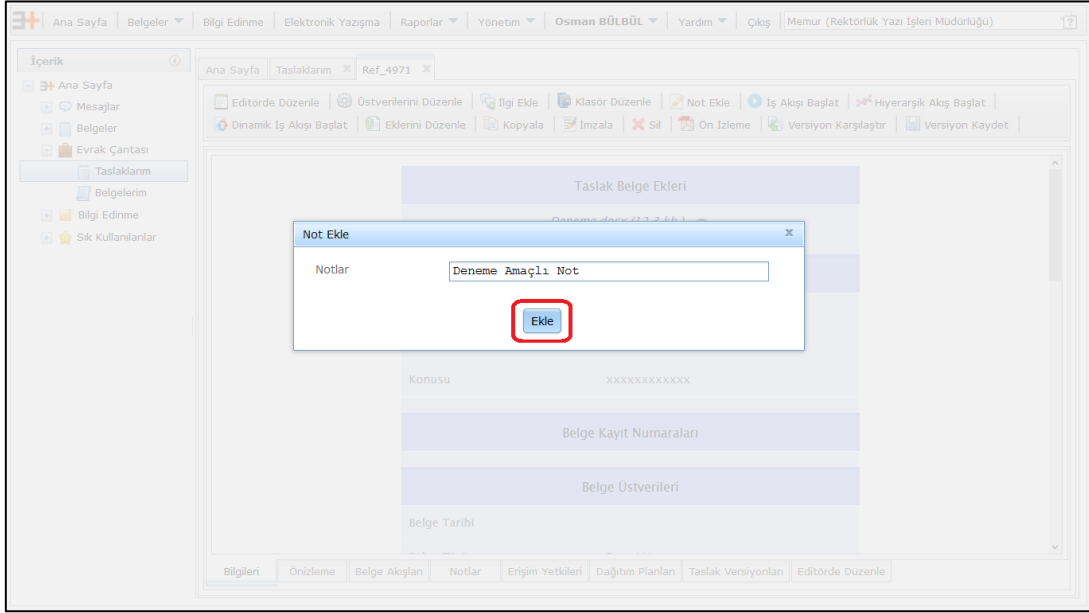 Ana Sayfa Belgeler Bilgi Edinme Elektronik Yazışma Raporlar Yönetim Osman BÜLBÜL Yardım Çıkış Memur (Rektörlük Yazı İşleri Müdürlüğü)
İçerik
Ana Sayfa
Mesajlar
Belgeler
Evrak Çantası
Taslaklarım
Belgelerim
Bilgi Edinme
Sık Kullanılanlar
Ana Sayfa Taslaklarım Ref_4971
Editörde Düzenle Üstverilerini Düzenle İlgi Ekle Klasör Düzenle Not Ekle İş Akışı Başlat Hiyerarşik Akış Başlat
Dinamik İş Akışı Başlat Eklerini Düzenle Kopyala İmzala Sil Ön İzleme Versiyon Karşılaştır Versiyon Kaydet
Taslak Belge Ekleri
Deneme.docx (12.3 kb.)
Not Ekle
Notlar Deneme Amaçlı Not
Ekle
Konusu xxxxxxxxxxxx
Belge Kayıt Numaraları
Belge Üstverileri
Belge Tarihi
Bilgileri Önizleme Belge Akışları Notlar Erişim Yetkileri Dağıtım Planları Taslak Versiyonları Editörde Düzenle